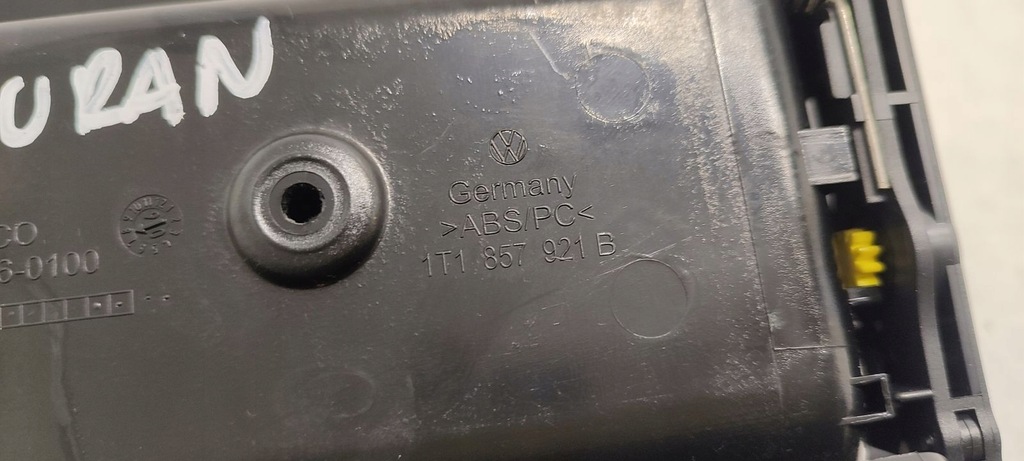 URAN
Germany
>ABS/PC<
1T1 857 921 B
CO
6-0100